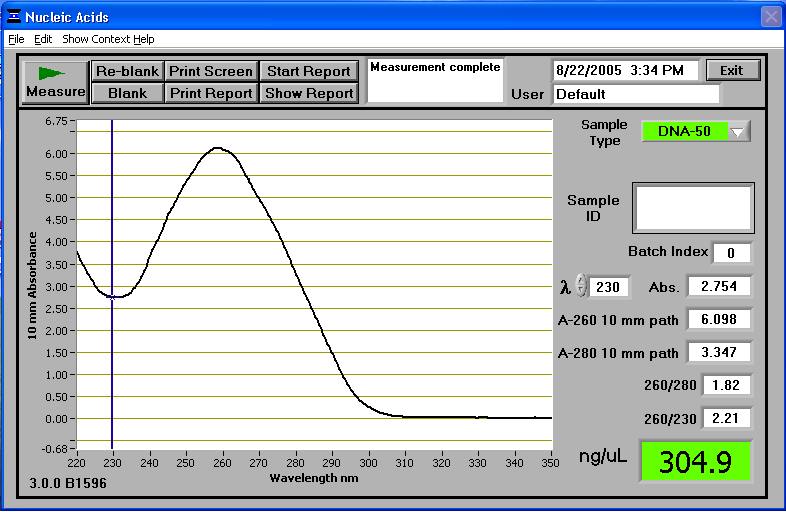 Nucleic Acids
File Edit Show Context Help
Measure
Re-blank Print Screen Start Report
Blank Print Report Show Report
Measurement complete
8/22/2005 3:34 PM
Exit
User Default
Sample Type DNA-50
Sample ID
Batch Index 0
λ 230 Abs. 2.754
A-260 10 mm path 6.098
A-280 10 mm path 3.347
260/280 1.82
260/230 2.21
ng/uL 304.9
10 mm Absorbance
6.75
6.00
5.50
5.00
4.50
4.00
3.50
3.00
2.50
2.00
1.50
1.00
0.50
0.00
-0.68
220 230 240 250 260 270 280 290 300 310 320 330 340 350
Wavelength nm
3.0.0 B1596